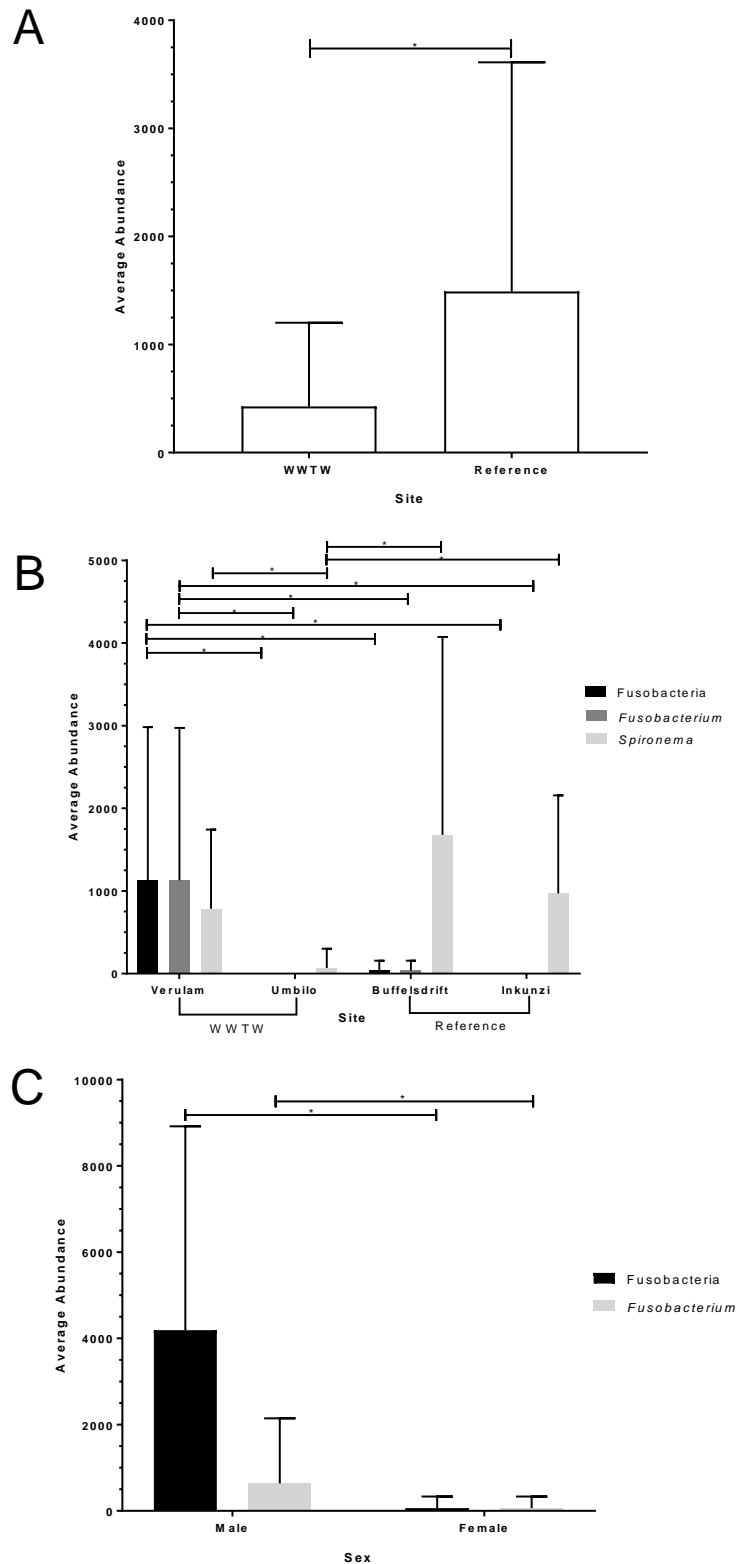 A
4000
3000
2000
1000
0
Average Abundance
*
WWTW
Reference
Site
B
5000
4000
3000
2000
1000
0
Average Abundance
*
*
*
*
*
*
*
*
*
Fusobacteria
Fusobacterium
Spironema
Verulam
Umbilo
Buffelsdrift
Inkunzi
WWTW
Site
Reference
C
10000
8000
6000
4000
2000
0
Average Abundance
*
*
Fusobacteria
Fusobacterium
Male
Female
Sex